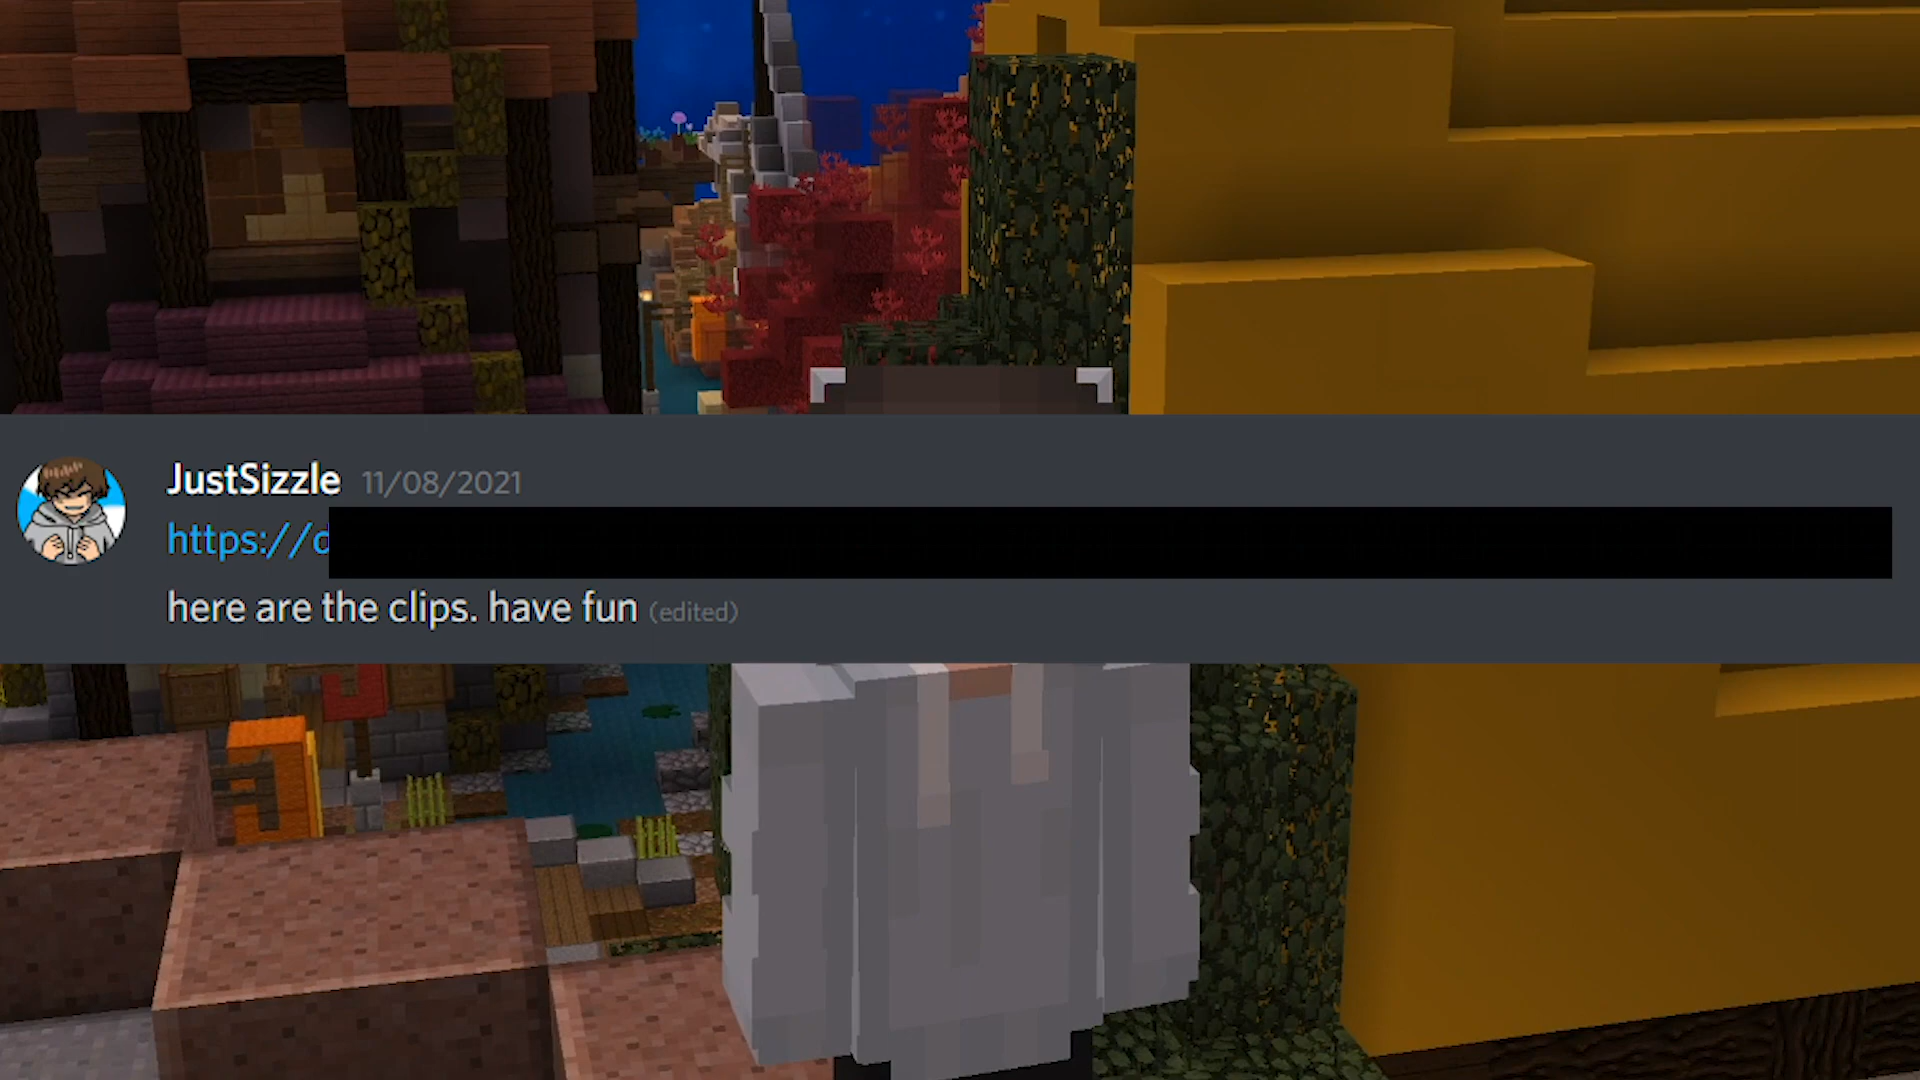 JustSizzle 11/08/2021
https://d
here are the clips. have fun (edited)